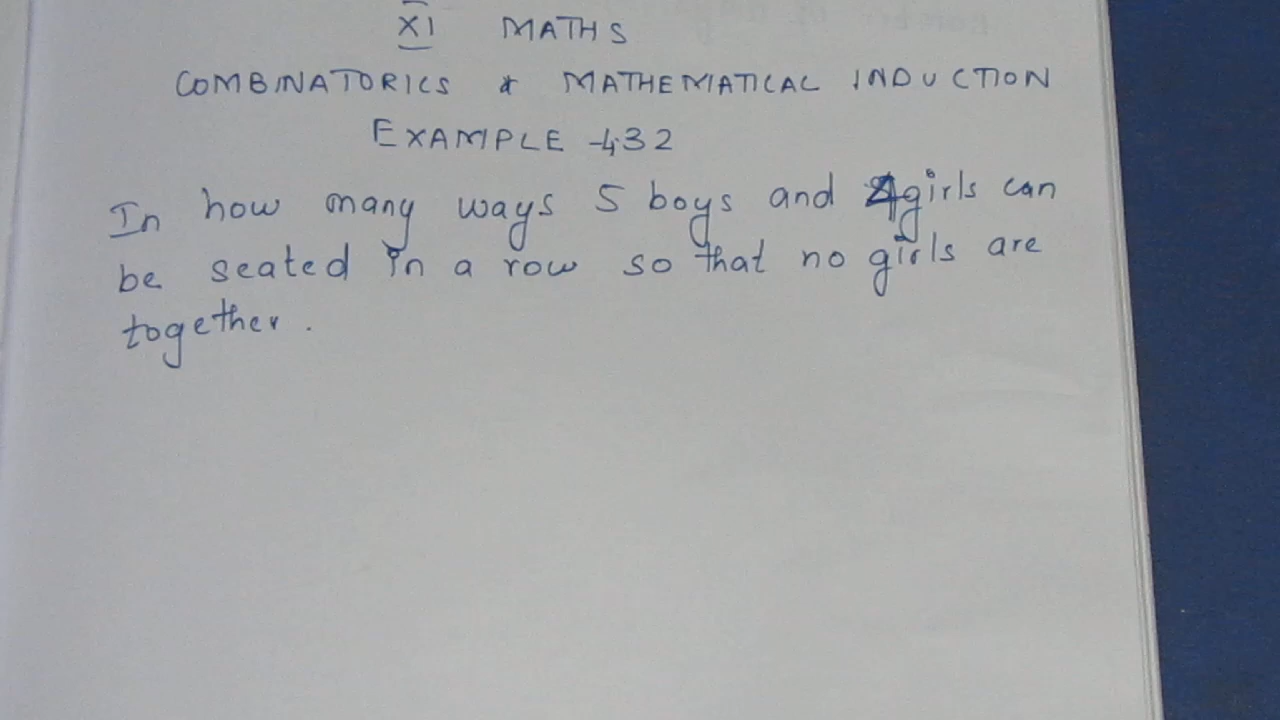 XI MATHS
COMBINATORICS & MATHEMATICAL INDUCTION
EXAMPLE -4.32
In how many ways 5 boys and 4 girls can
be seated in a row so that no girls are
together.